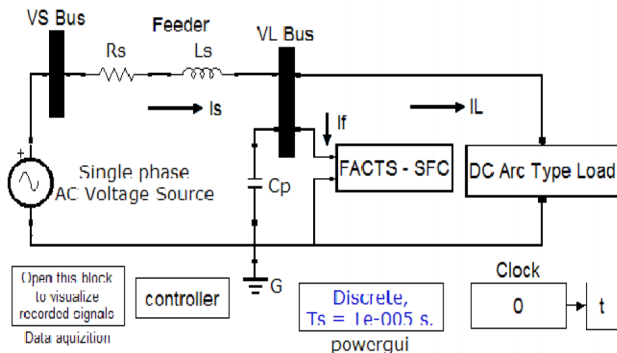 VS Bus
Feeder
VL Bus
Rs
Ls
Is
If
IL
+
Single phase
AC Voltage Source
Cp
FACTS - SFC
DC Arc Type Load
G
Open this block
to visualize
recorded signals
Data aquizition
controller
Discrete,
Ts = 1e-005 s.
powergui
Clock
0
t